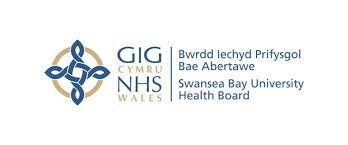 GIG
CYMRU
NHS
WALES
Bwrdd Iechyd Prifysgol
Bae Abertawe
Swansea Bay University
Health Board